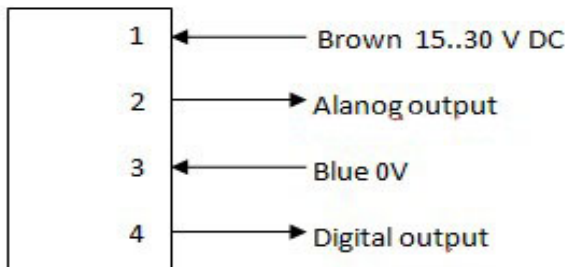 1 Brown 15..30 V DC
2 Alanog output
3 Blue 0V
4 Digital output